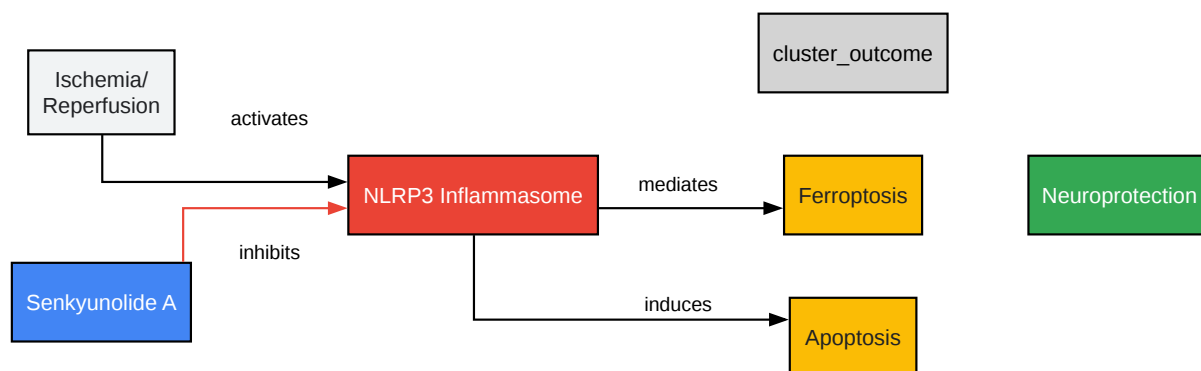 cluster_outcome
Ischemia/
Reperfusion
activates
NLRP3 Inflammasome
mediates
Ferroptosis
Neuroprotection
inhibits
Senkyunolide A
induces
Apoptosis